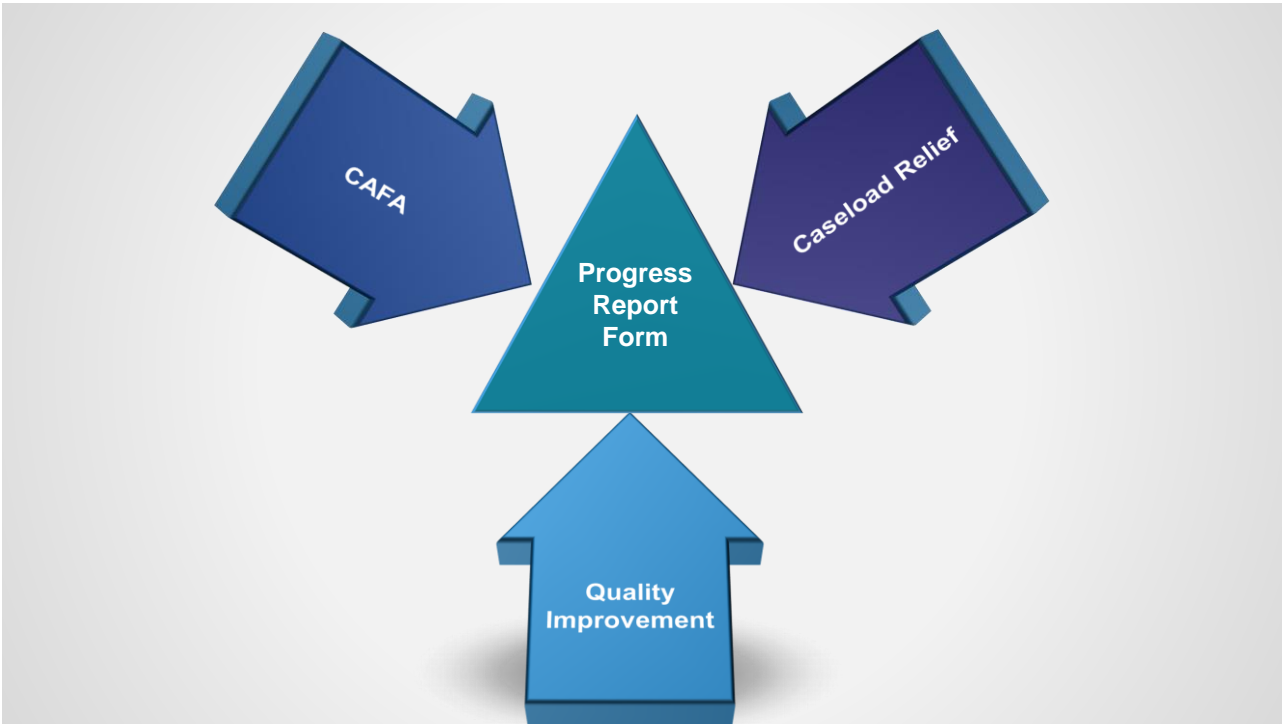 CAFA
Caseload Relief
Progress
Report
Form
Quality
Improvement